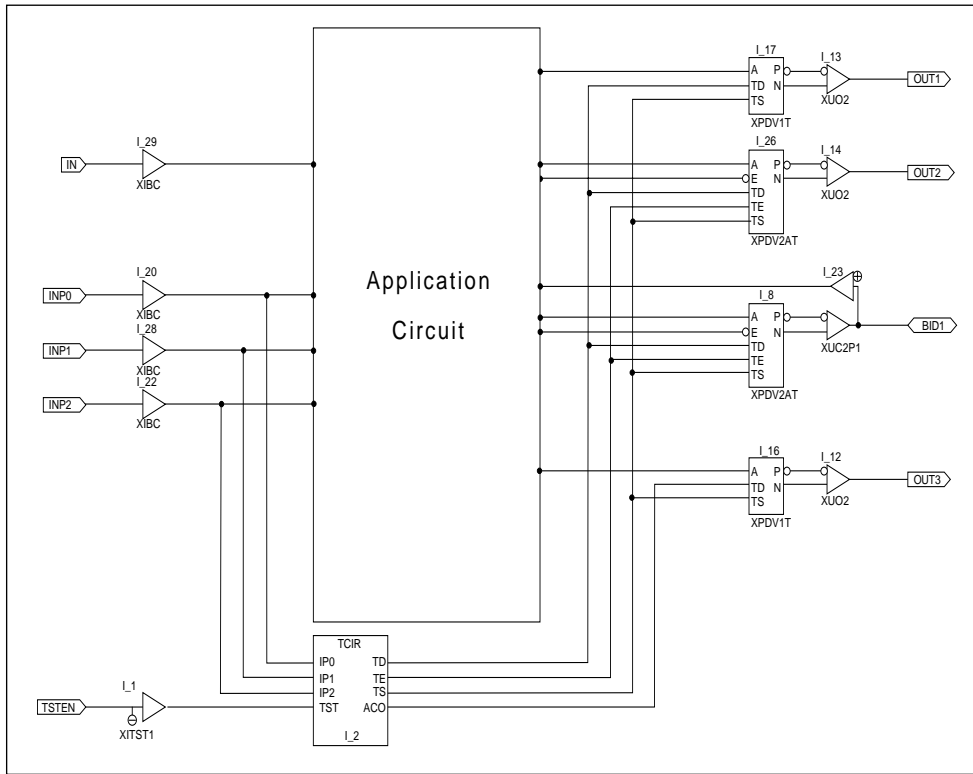 I_17
I_13
A P
TD N
TS
OUT1
XUO2
XPDV1T
I_29
IN
XIBC
I_26
I_14
A P
E N
TD
TE
TS
OUT2
XUO2
XPDV2AT
I_20
INP0
XIBC
I_28
INP1
XIBC
I_22
INP2
XIBC
Application
Circuit
I_23
I_8
A P
E N
TD
TE
TS
BID1
XUC2P1
XPDV2AT
I_16
I_12
A P
TD N
TS
OUT3
XUO2
XPDV1T
TCIR
IP0 TD
IP1 TE
IP2 TS
TST ACO
I_2
I_1
TSTEN
XITST1